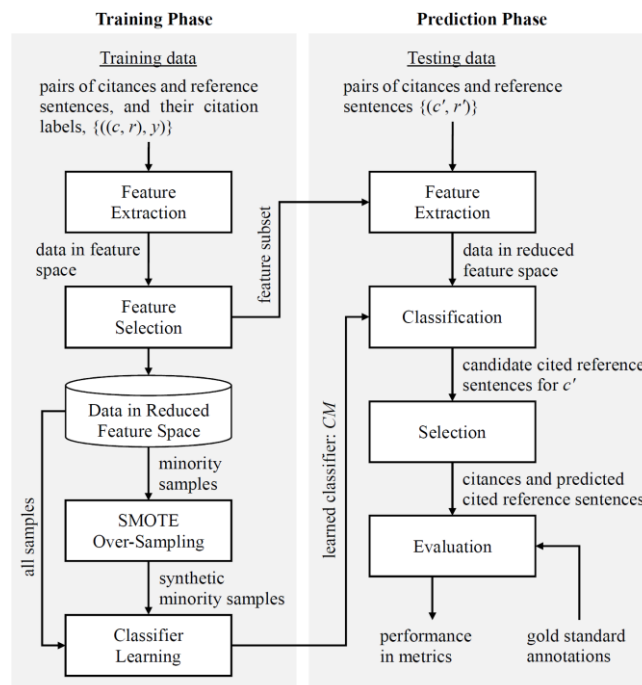 Training Phase
Training data
pairs of citances and reference
sentences, and their citation
labels, {((c, r), y)}
Feature
Extraction
data in feature
space
Feature
Selection
feature subset
Data in Reduced
Feature Space
minority
samples
all samples
SMOTE
Over-Sampling
synthetic
minority samples
Classifier
Learning
learned classifier: CM
Prediction Phase
Testing data
pairs of citances and reference
sentences {(c′, r′)}
Feature
Extraction
data in reduced
feature space
Classification
candidate cited reference
sentences for c′
Selection
citances and predicted
cited reference sentences
Evaluation
performance
in metrics
gold standard
annotations